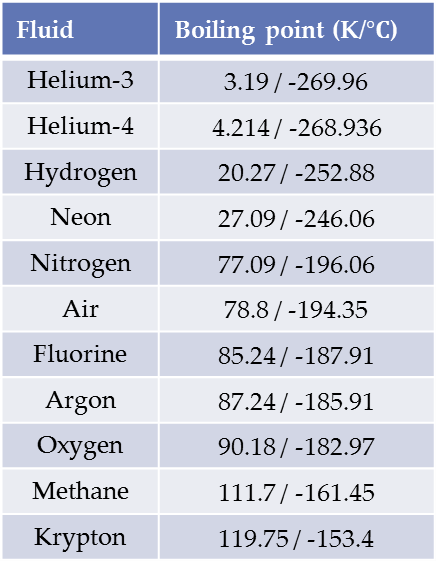 Fluid Boiling point (K/°C)
Helium-3 3.19 / -269.96
Helium-4 4.214 / -268.936
Hydrogen 20.27 / -252.88
Neon 27.09 / -246.06
Nitrogen 77.09 / -196.06
Air 78.8 / -194.35
Fluorine 85.24 / -187.91
Argon 87.24 / -185.91
Oxygen 90.18 / -182.97
Methane 111.7 / -161.45
Krypton 119.75 / -153.4